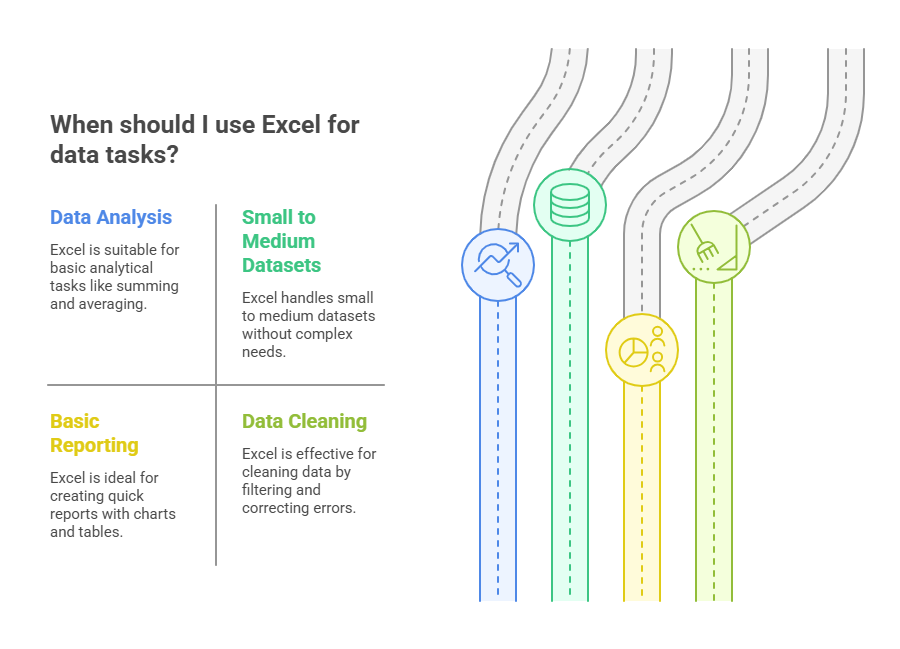 When should I use Excel for
data tasks?
Data Analysis
Excel is suitable for
basic analytical
tasks like summing
and averaging.
Small to
Medium
Datasets
Excel handles small
to medium datasets
without complex
needs.
Basic
Reporting
Excel is ideal for
creating quick
reports with charts
and tables.
Data Cleaning
Excel is effective for
cleaning data by
filtering and
correcting errors.